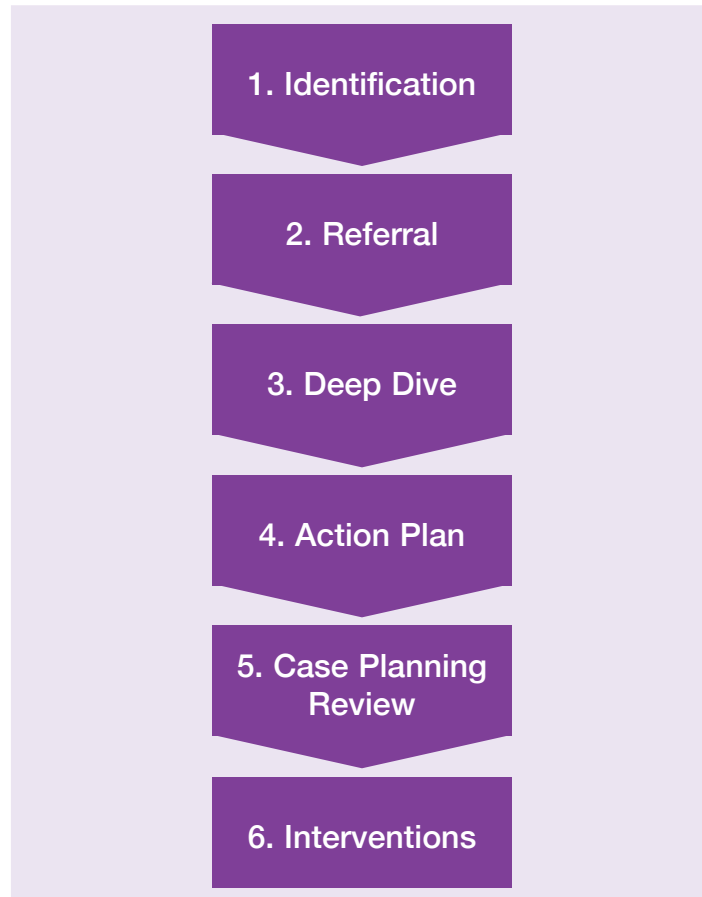 1. Identification
2. Referral
3. Deep Dive
4. Action Plan
5. Case Planning
Review
6. Interventions